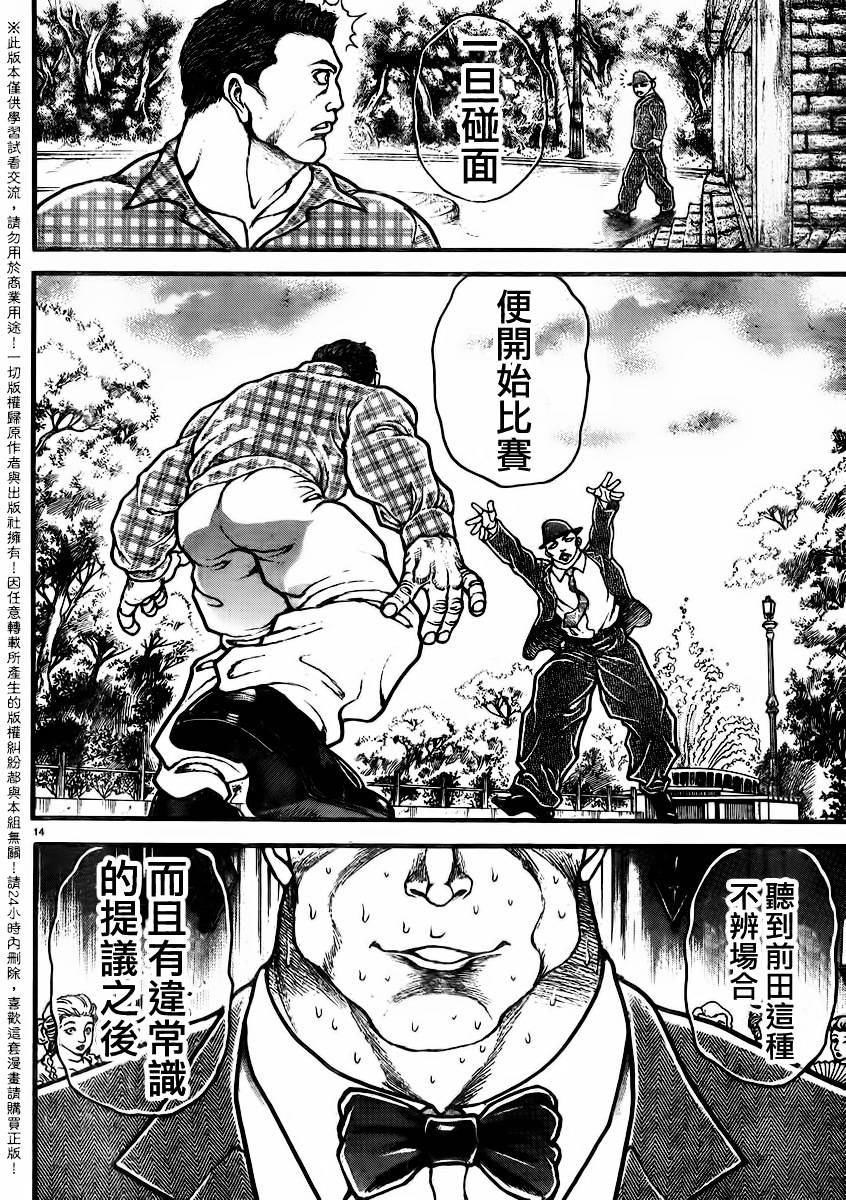 一旦碰面
便開始比賽
14
聽到前田這種
不辨場合
而且有違常識
的提議之後
※此版本僅供學習試看交流，請勿用於商業用途！一切版權歸原作者與出版社擁有！因任意轉載所產生的版權糾紛都與本組無關！請24小時內刪除，喜歡這套漫畫請購買正版！